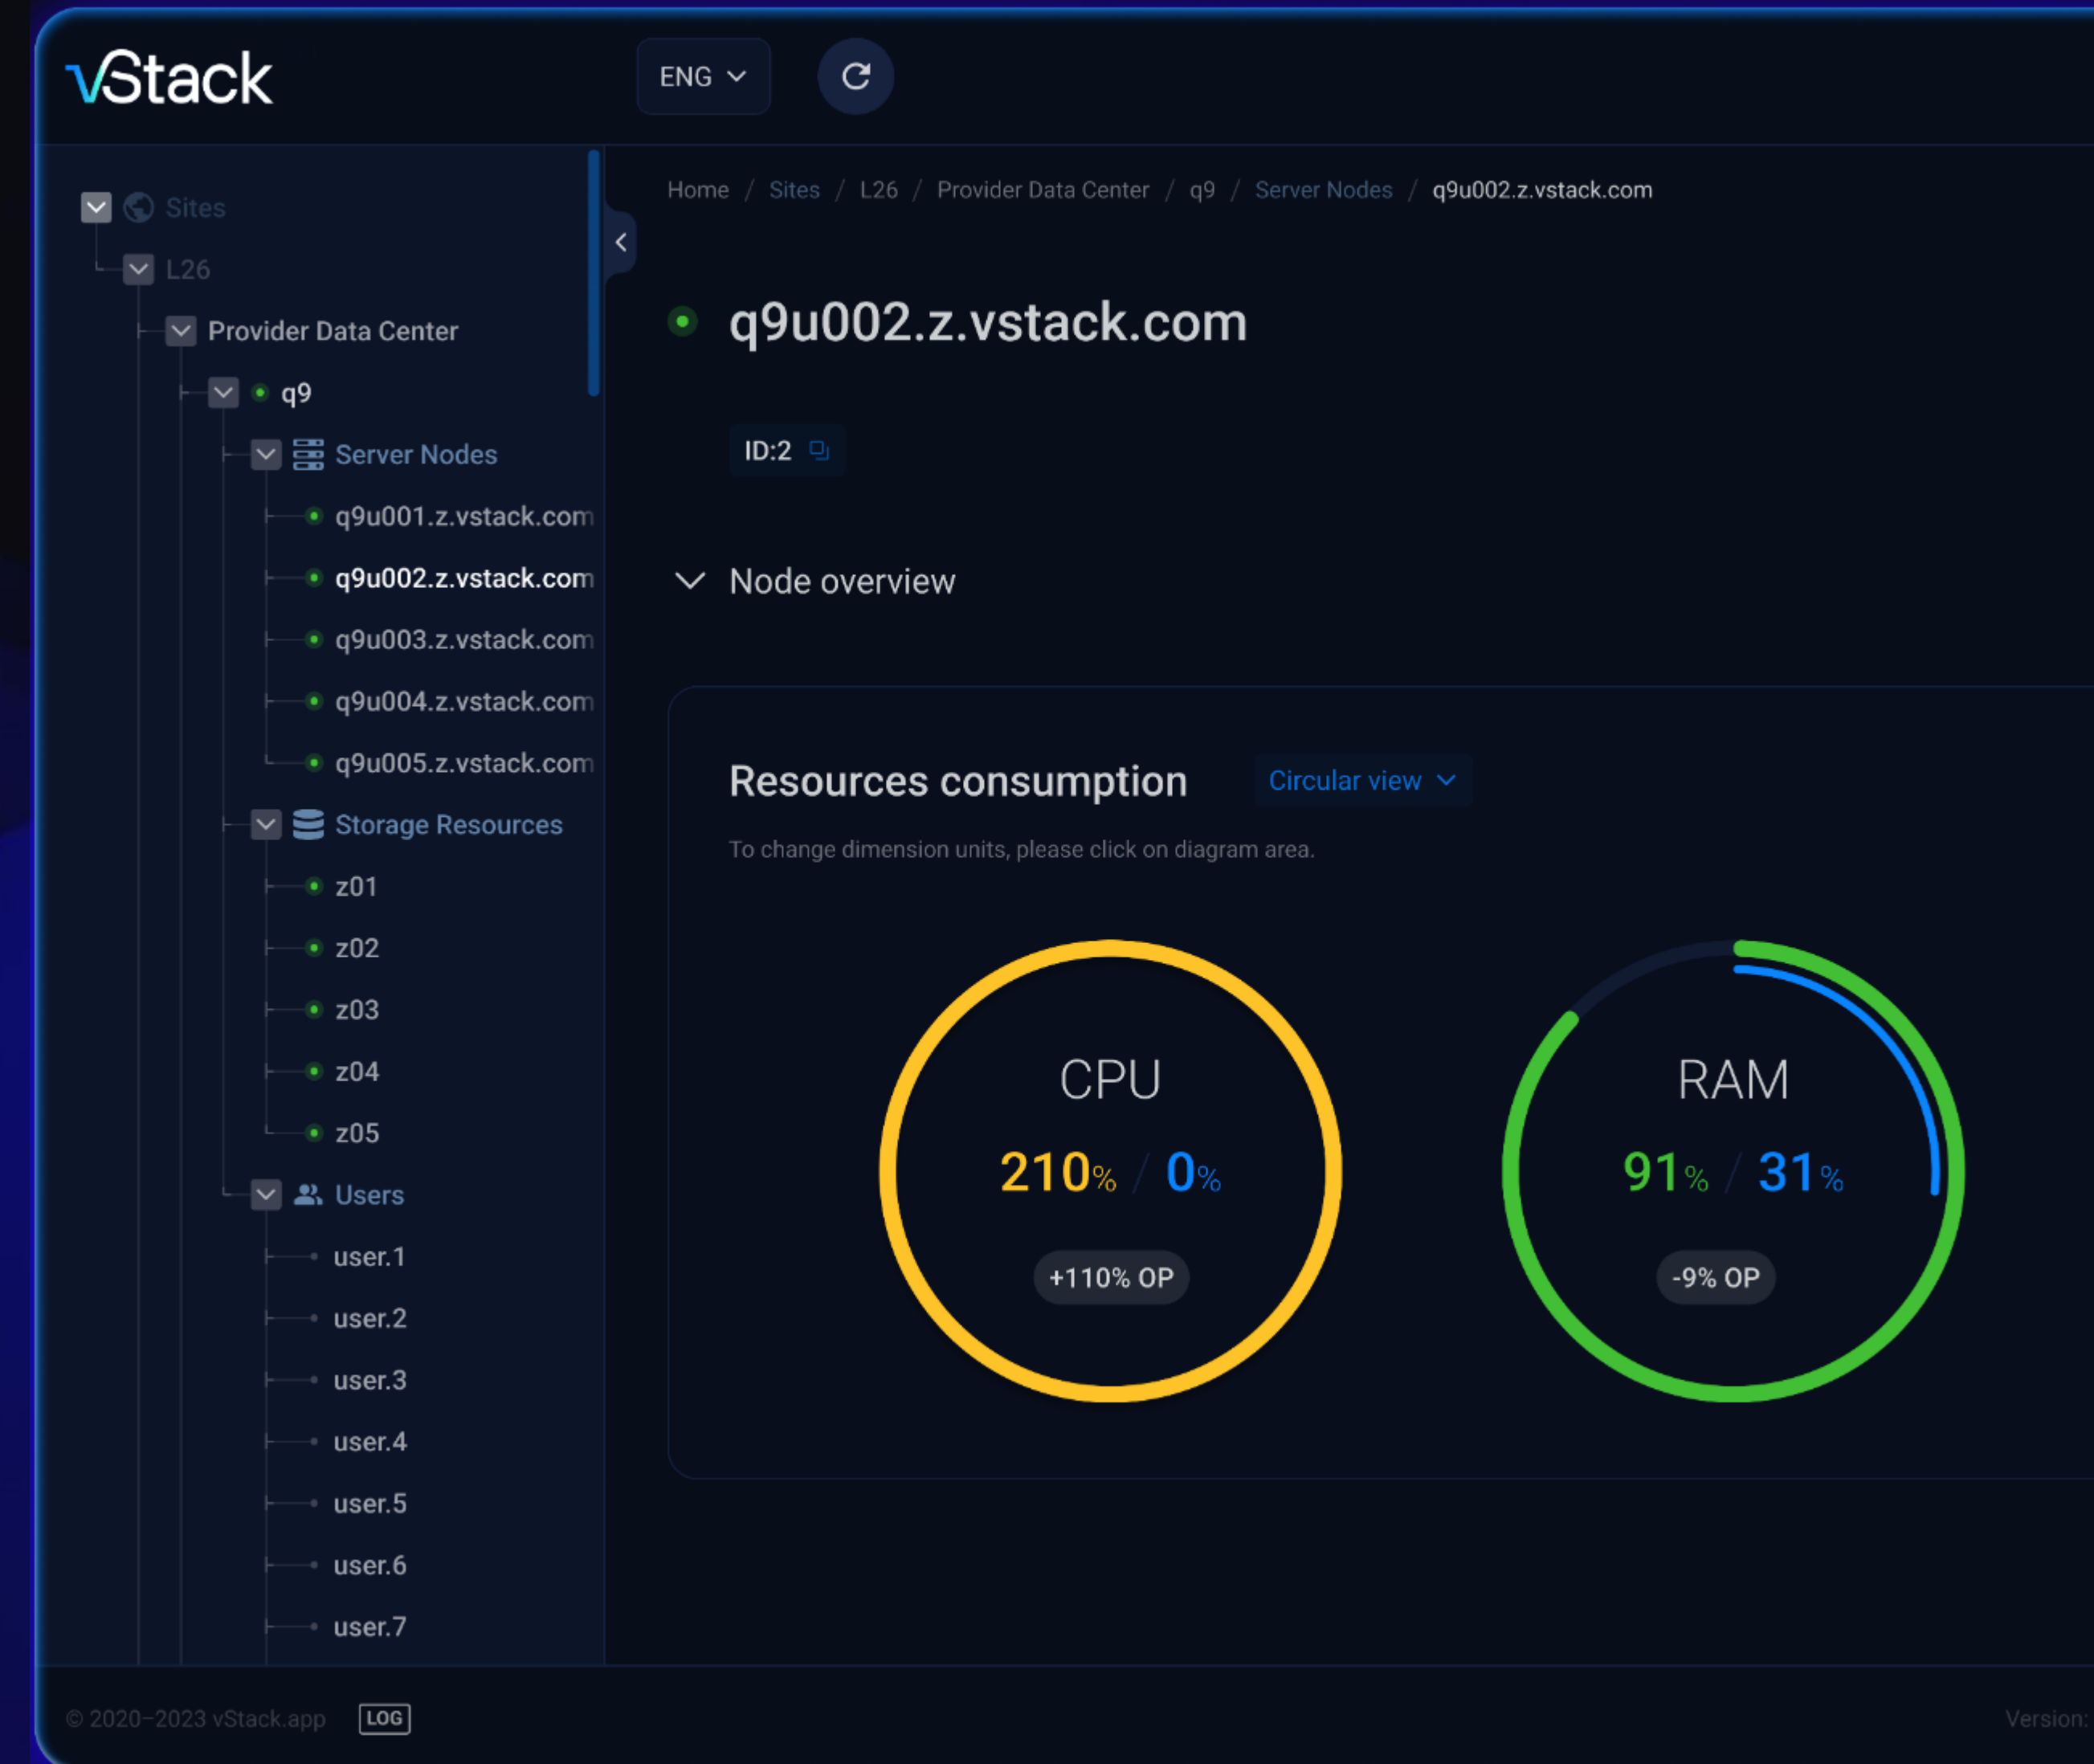 vStack
ENG
Sites
L26
Provider Data Center
q9
Server Nodes
q9u001.z.vstack.com
q9u002.z.vstack.com
q9u003.z.vstack.com
q9u004.z.vstack.com
q9u005.z.vstack.com
Storage Resources
z01
z02
z03
z04
z05
Users
user.1
user.2
user.3
user.4
user.5
user.6
user.7
Home / Sites / L26 / Provider Data Center / q9 / Server Nodes / q9u002.z.vstack.com
q9u002.z.vstack.com
ID:2
Node overview
Resources consumption
Circular view
To change dimension units, please click on diagram area.
CPU
210% / 0%
+110% OP
RAM
91% / 31%
-9% OP
© 2020–2023 vStack.app
LOG
Version: